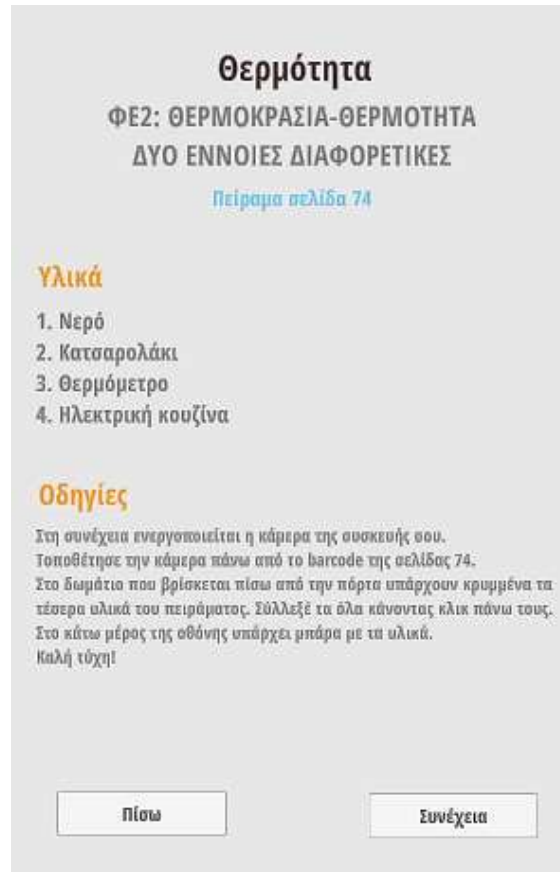 Θερμότητα
ΦΕ2: ΘΕΡΜΟΚΡΑΣΙΑ-ΘΕΡΜΟΤΗΤΑ
ΔΥΟ ΕΝΝΟΙΕΣ ΔΙΑΦΟΡΕΤΙΚΕΣ
Πείραμα σελίδα 74
Υλικά
1. Νερό
2. Κατσαρολάκι
3. Θερμόμετρο
4. Ηλεκτρική κουζίνα
Οδηγίες
Στη συνέχεια ενεργοποιείται η κάμερα της συσκευής σου.
Τοποθέτησε την κάμερα πάνω από το barcode της σελίδας 74.
Στο δωμάτιο που βρίσκεται πίσω από την πόρτα υπάρχουν κρυμμένα τα
τέσερα υλικά του πειράματος. Σύλλεξέ τα όλα κάνοντας κλικ πάνω τους.
Στο κάτω μέρος της οθόνης υπάρχει μπάρα με τα υλικά.
Καλή τύχη!
Πίσω
Συνέχεια